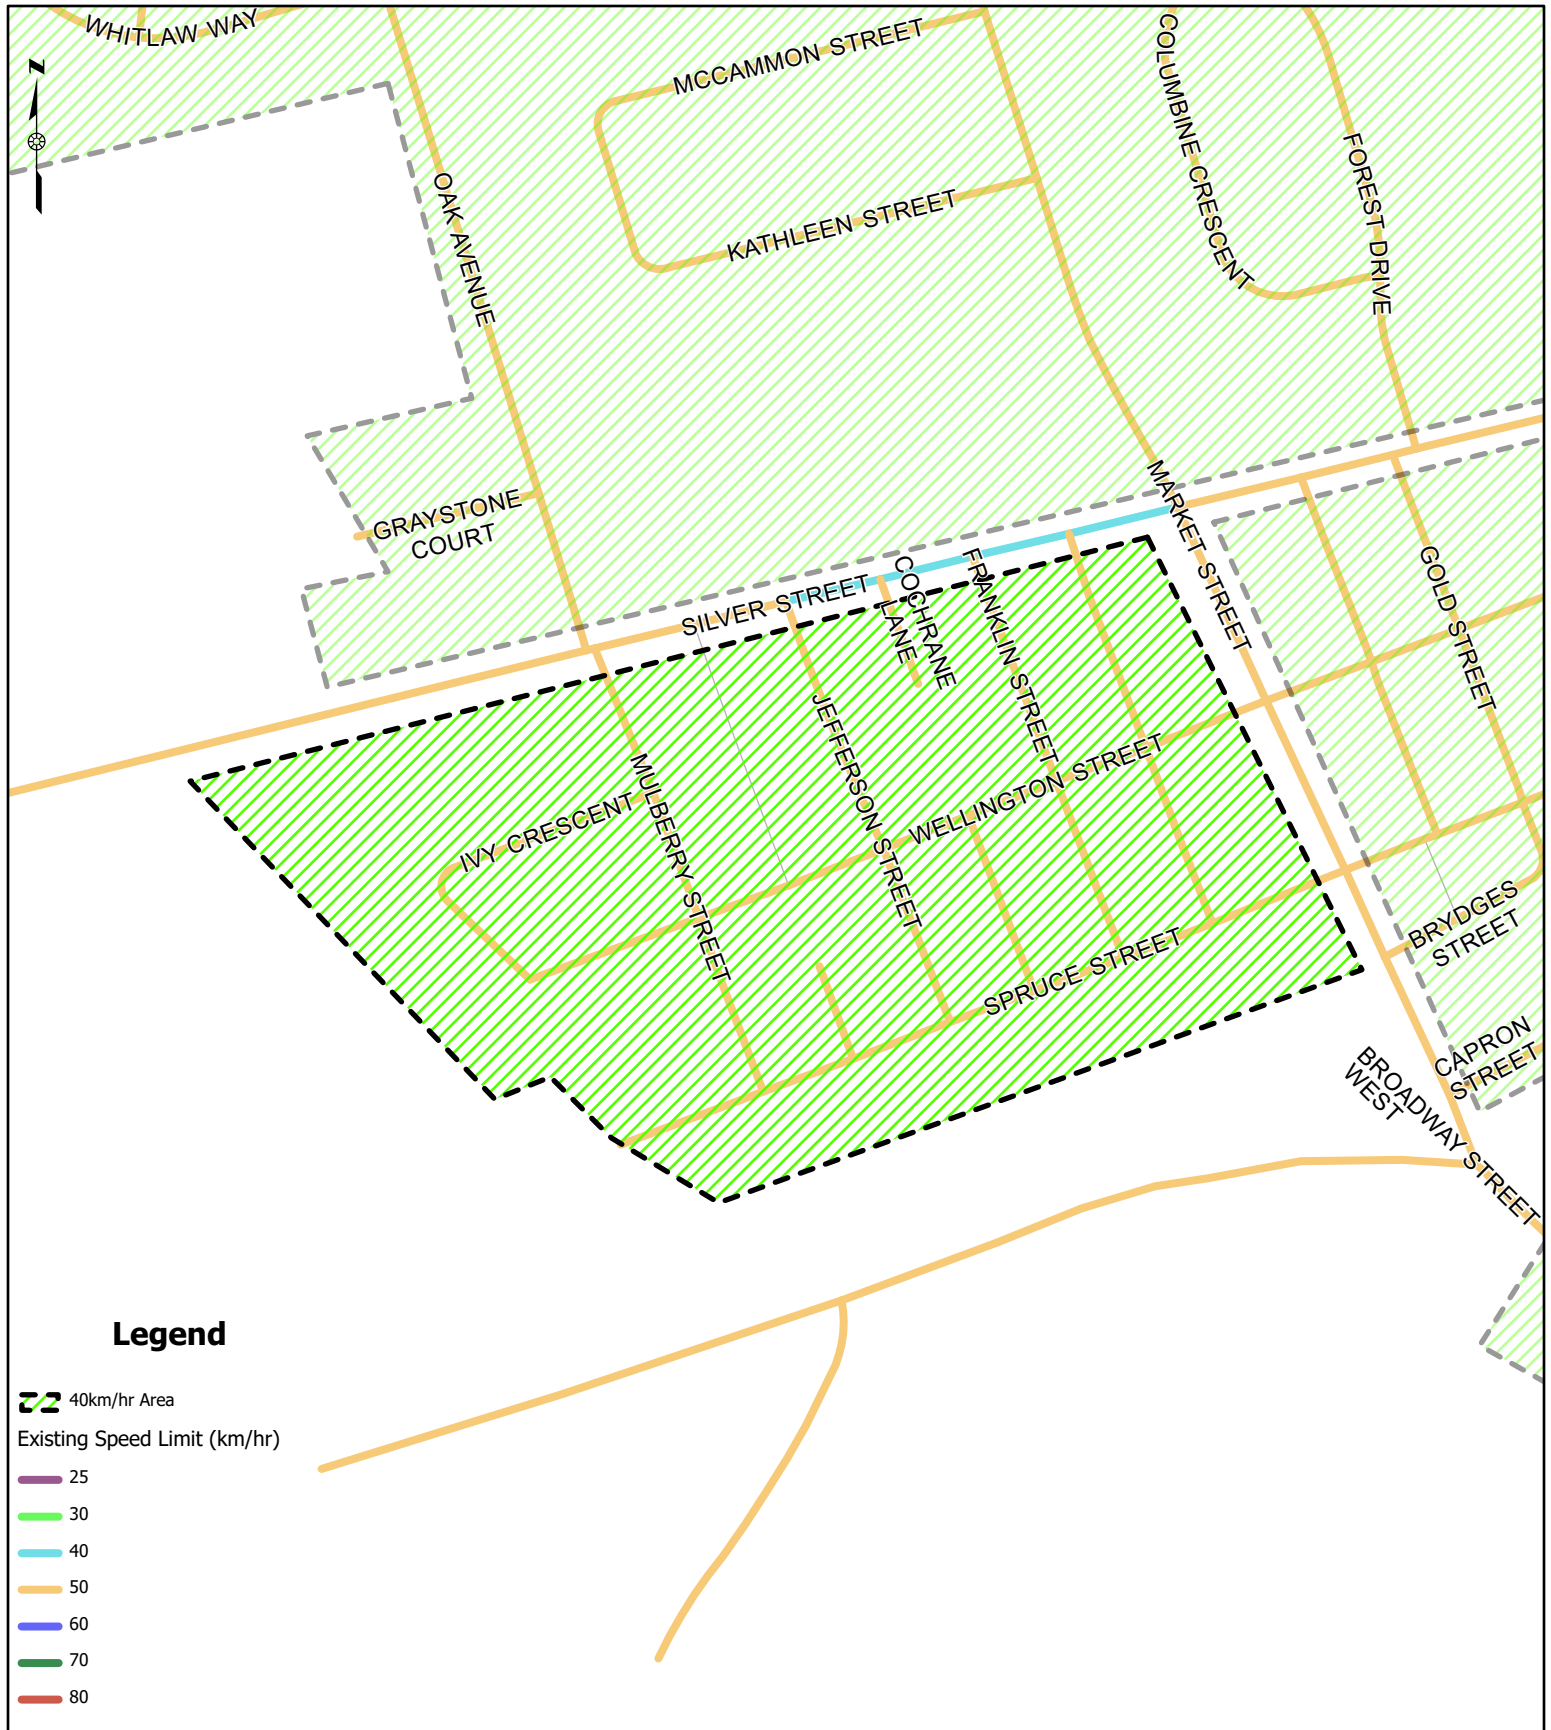 WHITLAW WAY
MCCAMMON STREET
COLUMBINE CRESCENT
N
FOREST DRIVE
OAK AVENUE
KATHLEEN STREET
MARKET STREET
GRAYSTONE
COURT
SILVER STREET
COCHRANE
LANE
FRANKLIN STREET
GOLD STREET
JEFFERSON STREET
WELLINGTON STREET
MULBERRY STREET
IVY CRESCENT
BRYDGES
STREET
SPRUCE STREET
CAPRON
STREET
BROADWAY STREET
WEST
Legend
40km/hr Area
Existing Speed Limit (km/hr)
25
30
40
50
60
70
80